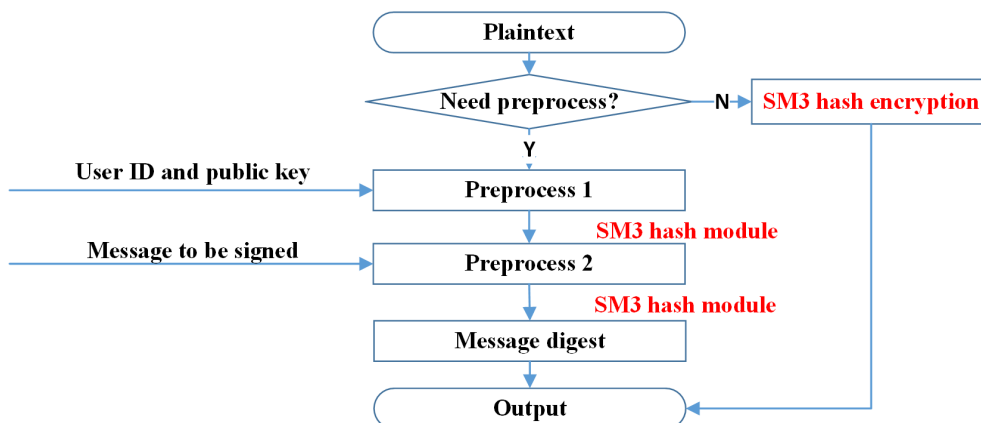 Plaintext
Need preprocess?
N
SM3 hash encryption
Y
User ID and public key
Preprocess 1
SM3 hash module
Message to be signed
Preprocess 2
SM3 hash module
Message digest
Output